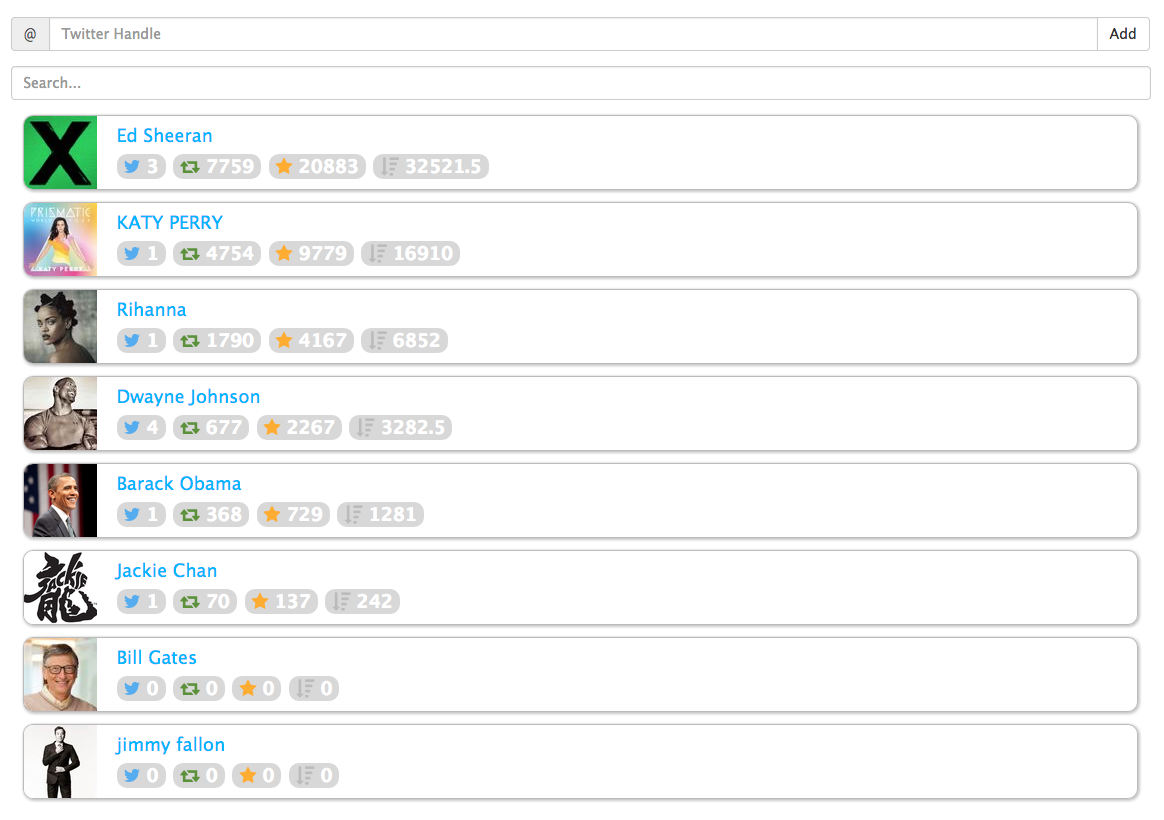 @ Twitter Handle Add
Search...
Ed Sheeran
3 7759 20883 32521.5
PRISMATIC
KATY PERRY
KATY PERRY
1 4754 9779 16910
Rihanna
1 1790 4167 6852
Dwayne Johnson
4 677 2267 3282.5
Barack Obama
1 368 729 1281
JACKIE
龍
Jackie Chan
1 70 137 242
Bill Gates
0 0 0 0
jimmy fallon
0 0 0 0